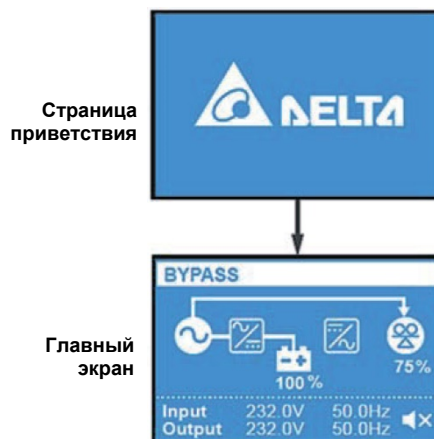 Страница
приветствия
DELTA
Главный
экран
BYPASS
75%
100%
Input 232.0V 50.0Hz
Output 232.0V 50.0Hz